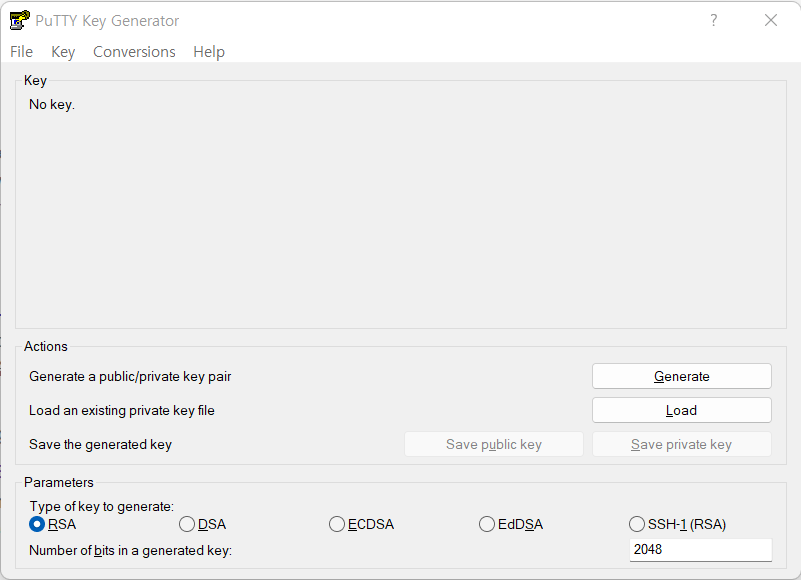 PuTTY Key Generator ?
File Key Conversions Help
Key
No key.
Actions
Generate a public/private key pair Generate
Load an existing private key file Load
Save the generated key Save public key Save private key
Parameters
Type of key to generate:
RSA DSA ECDSA EdDSA SSH-1 (RSA)
Number of bits in a generated key: 2048